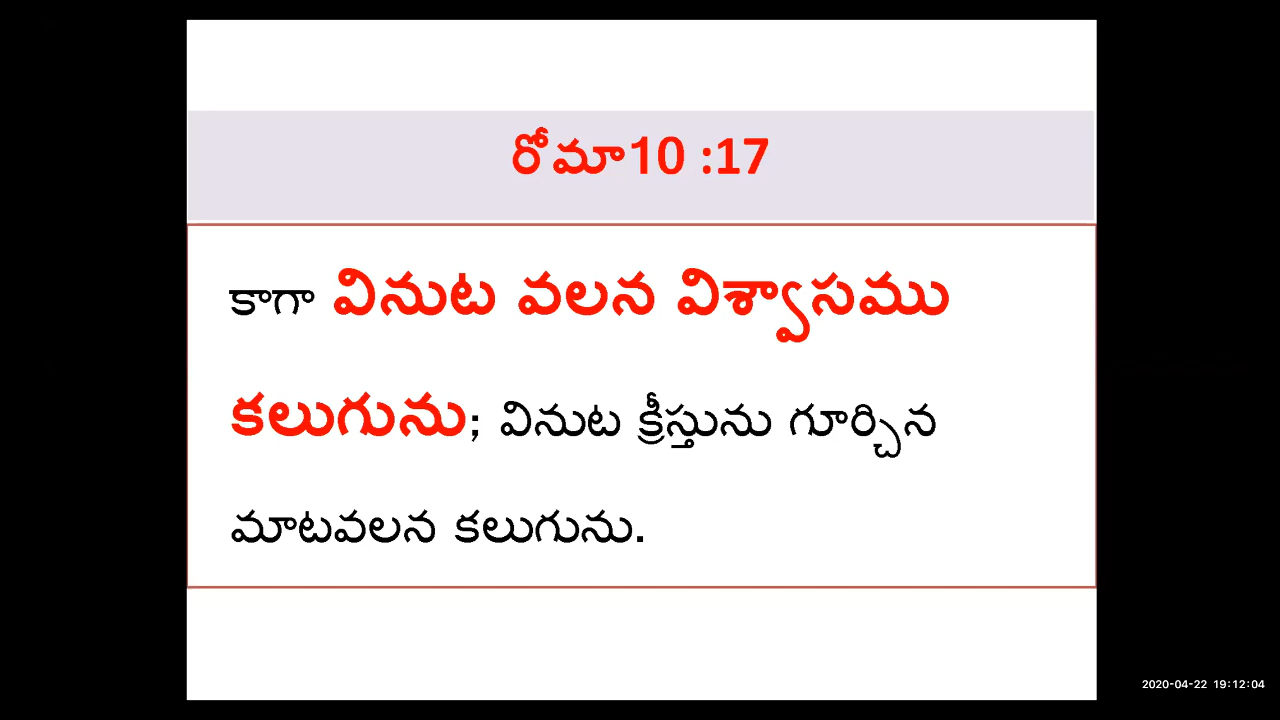 రోమా10 :17
కాగా వినుట వలన విశ్వాసము
కలుగును; వినుట క్రీస్తును గూర్చిన
మాటవలన కలుగును.
2020-04-22 19:12:04